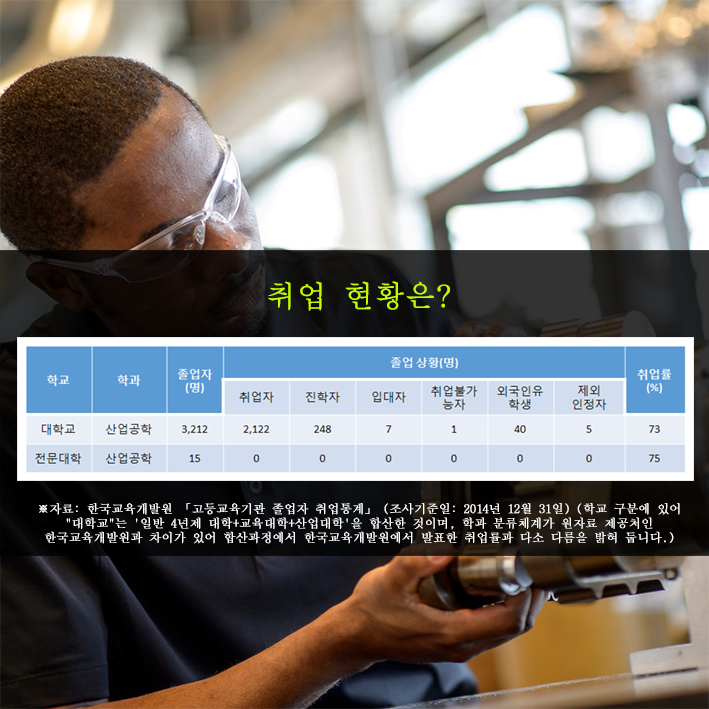 취업 현황은?
학교 학과 졸업자 (명) 졸업 상황(명) 취업률 (%)
취업자 진학자 입대자 취업불가능자 외국인유학생 제외인정자
대학교 산업공학 3,212 2,122 248 7 1 40 5 73
전문대학 산업공학 15 0 0 0 0 0 0 75
※자료: 한국교육개발원 「고등교육기관 졸업자 취업통계」 (조사기준일: 2014년 12월 31일) (학교 구분에 있어
"대학교"는 '일반 4년제 대학+교육대학+산업대학'을 합산한 것이며, 학과 분류체계가 원자료 제공처인
한국교육개발원과 차이가 있어 합산과정에서 한국교육개발원에서 발표한 취업률과 다소 다름을 밝혀 둡니다.)